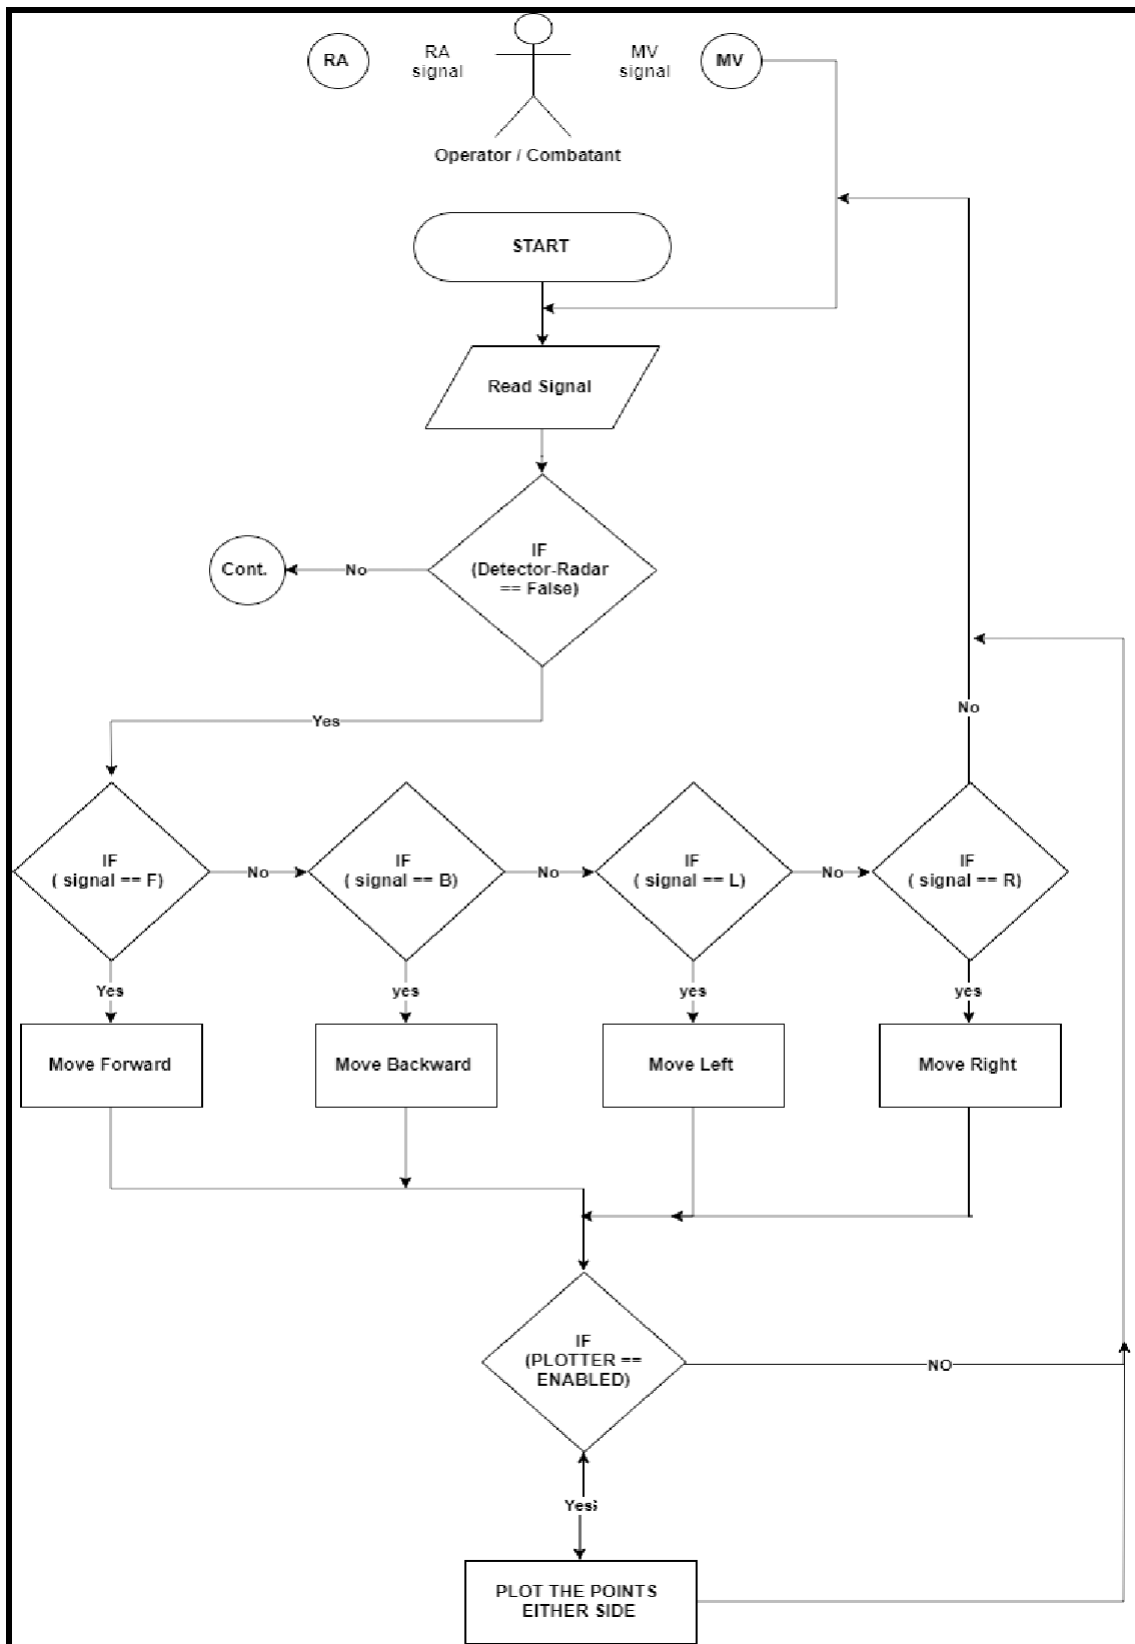 RA
RA
signal
MV
signal
MV
Operator / Combatant
START
Read Signal
IF
(Detector-Radar
== False)
No
Cont.
Yes
No
IF
( signal == F)
No
IF
( signal == B)
No
IF
( signal == L)
No
IF
( signal == R)
Yes
yes
yes
yes
Move Forward
Move Backward
Move Left
Move Right
IF
(PLOTTER ==
ENABLED)
NO
Yes
PLOT THE POINTS
EITHER SIDE